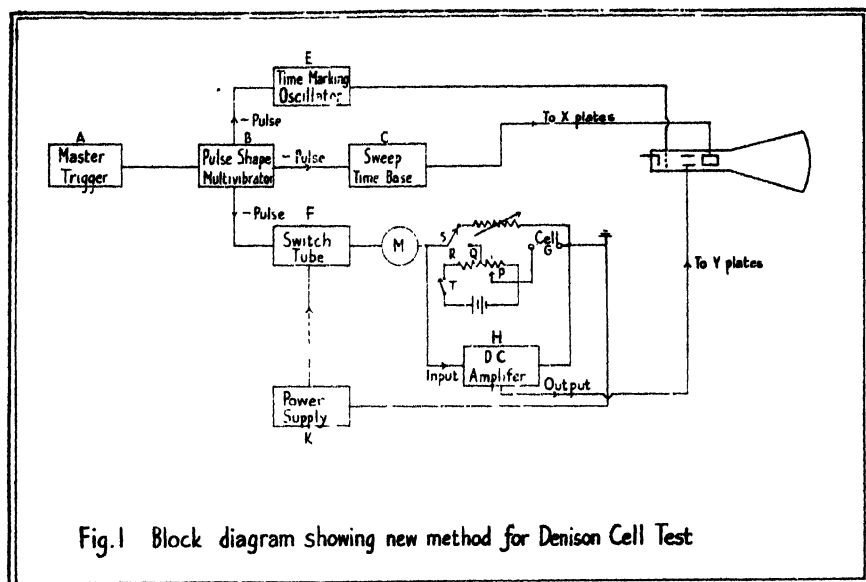 E
Time Marking
Oscillator
- Pulse
A
Master
Trigger
B
Pulse Shape
Multivibrator
- Pulse
C
Sweep
Time Base
To X plates
- Pulse
F
Switch
Tube
M
S
R
Q
P
T
Cell
G
To Y plates
H
D C
Amplifer
Input
Output
Power
Supply
K
Fig.1 Block diagram showing new method for Denison Cell Test